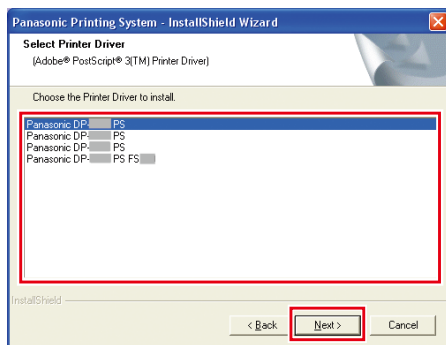 Panasonic Printing System - InstallShield Wizard
Select Printer Driver
(Adobe® PostScript® 3(TM) Printer Driver)
Choose the Printer Driver to install.
Panasonic DP- PS
Panasonic DP- PS
Panasonic DP- PS
Panasonic DP- PS FS
InstallShield
< Back
Next >
Cancel